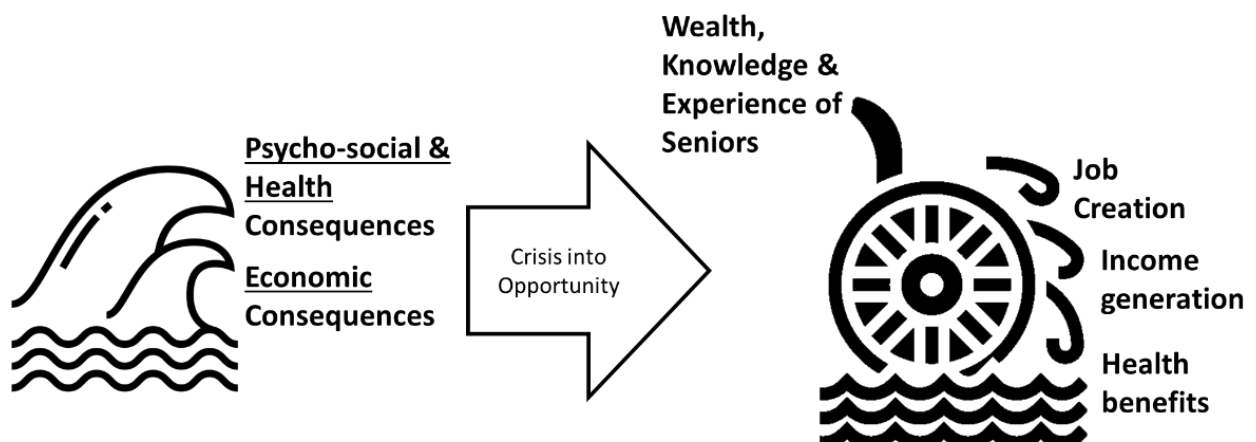 Psycho-social &
Health
Consequences
Economic
Consequences
Crisis into
Opportunity
Wealth,
Knowledge &
Experience of
Seniors
Job
Creation
Income
generation
Health
benefits